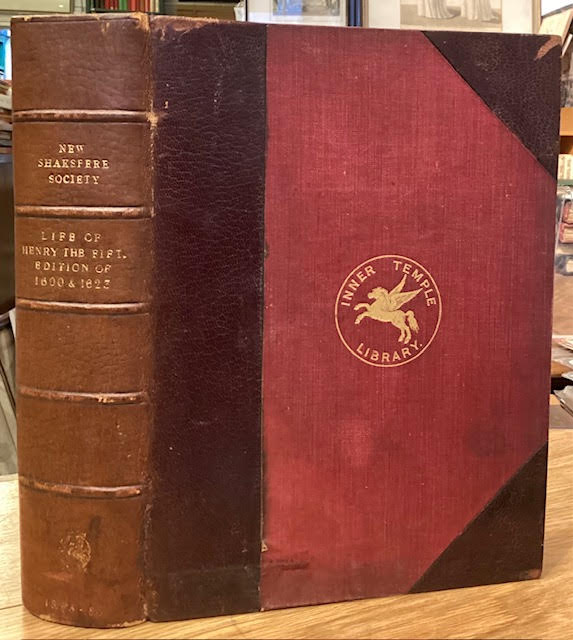 NEW
SHAKSPERE
SOCIETY
LIFE OF
HENRY THE FIFT.
EDITION OF
1600 & 1623
INNER TEMPLE
LIBRARY.